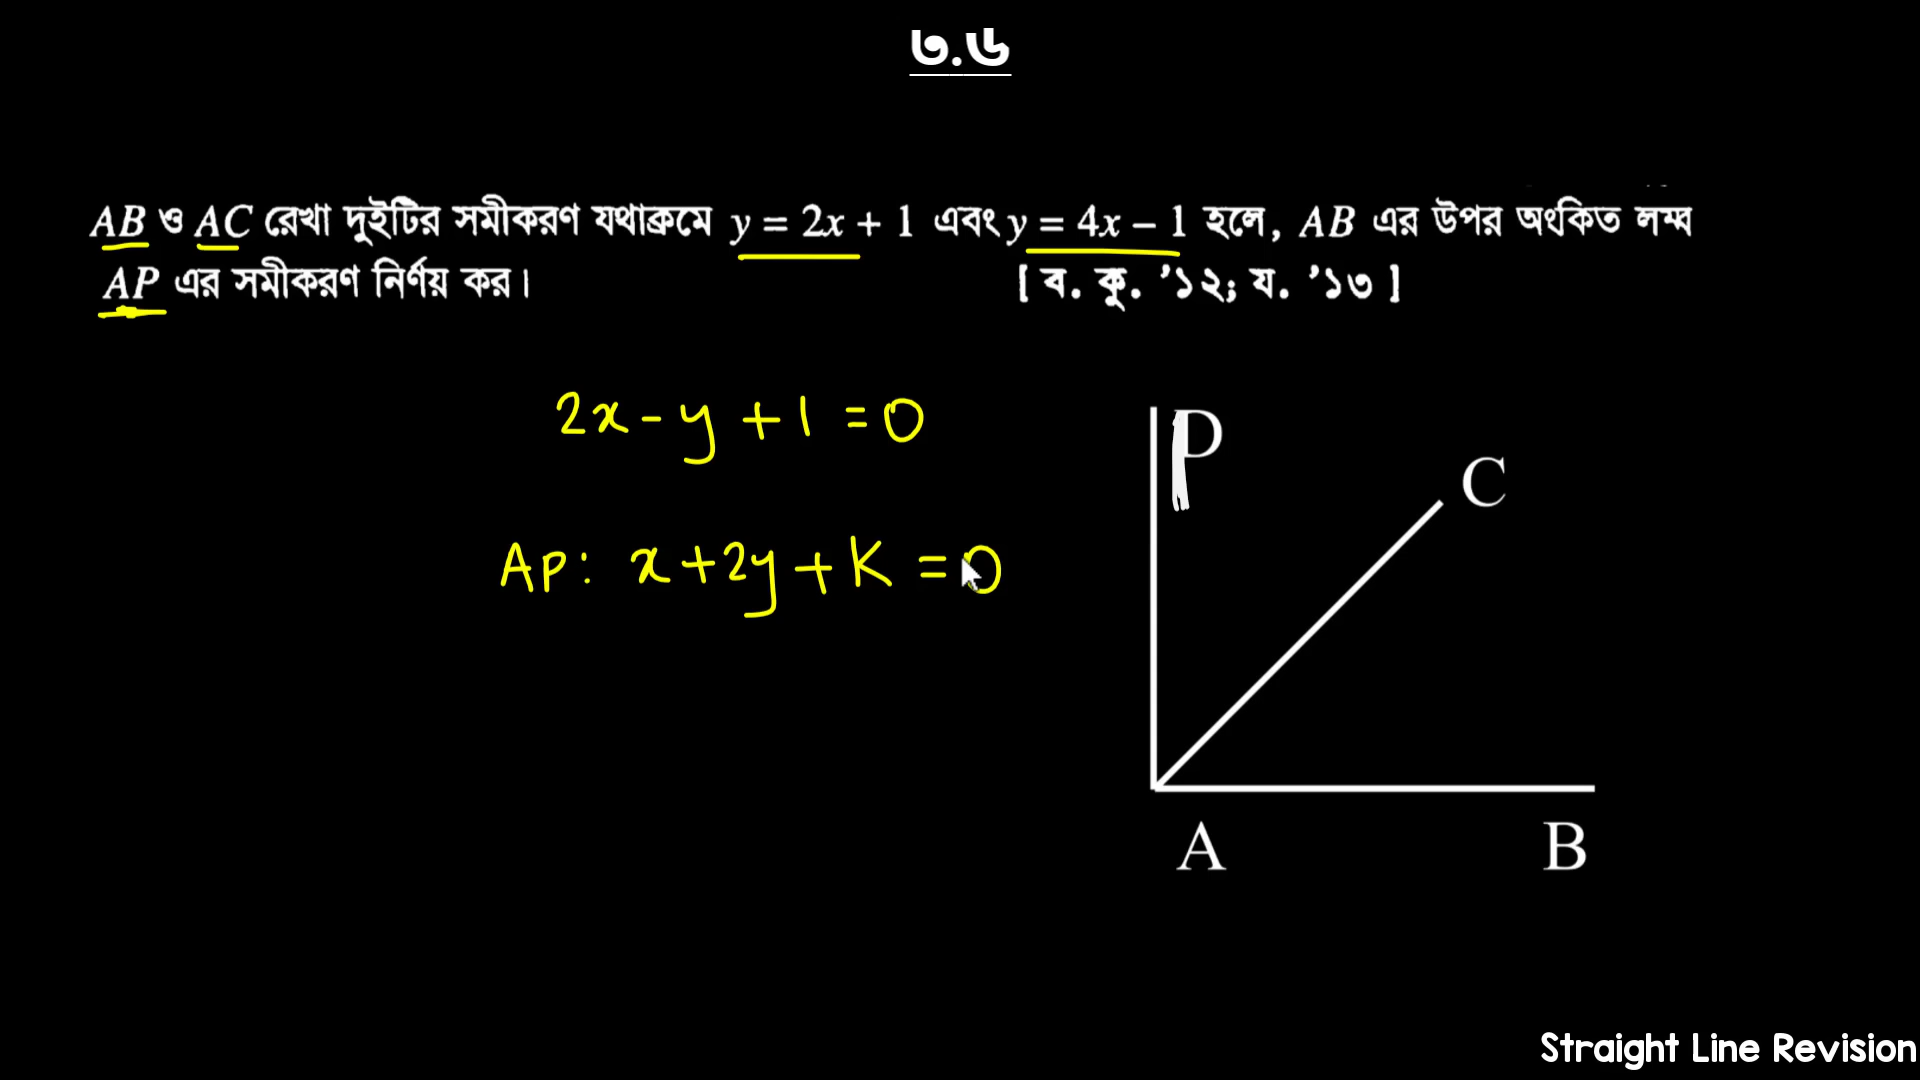 ৩.৬
AB ও AC রেখা দুইটির সমীকরণ যথাক্রমে y = 2x + 1 এবং y = 4x – 1 হলে, AB এর উপর অংকিত লম্ব
AP এর সমীকরণ নির্ণয় কর। [ ব. কু. ’১২; য. ’১৩ ]
2x - y + 1 = 0
AP: x + 2y + K = 0
P
C
A
B
Straight Line Revision